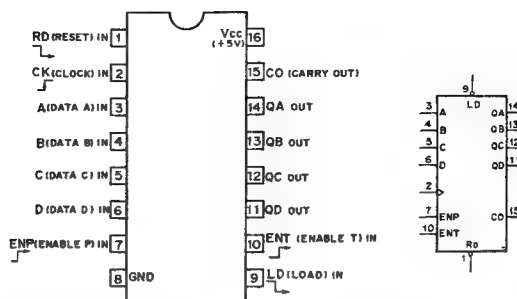 RD(RESET) IN 1
CK(CLOCK) IN 2
A(DATA A) IN 3
B(DATA B) IN 4
C(DATA C) IN 5
D(DATA D) IN 6
ENP(ENABLE P) IN 7
8 GND
VCC 16
(+5V)
15 CO (CARRY OUT)
14 QA OUT
13 QB OUT
12 QC OUT
11 QD OUT
10 ENT (ENABLE T) IN
9 LD(LOAD) IN
9
LD
3 A QA 14
4 B QB 13
5 C QC 12
6 D QD 11
2
7 ENP CO 15
10 ENT
RD
1